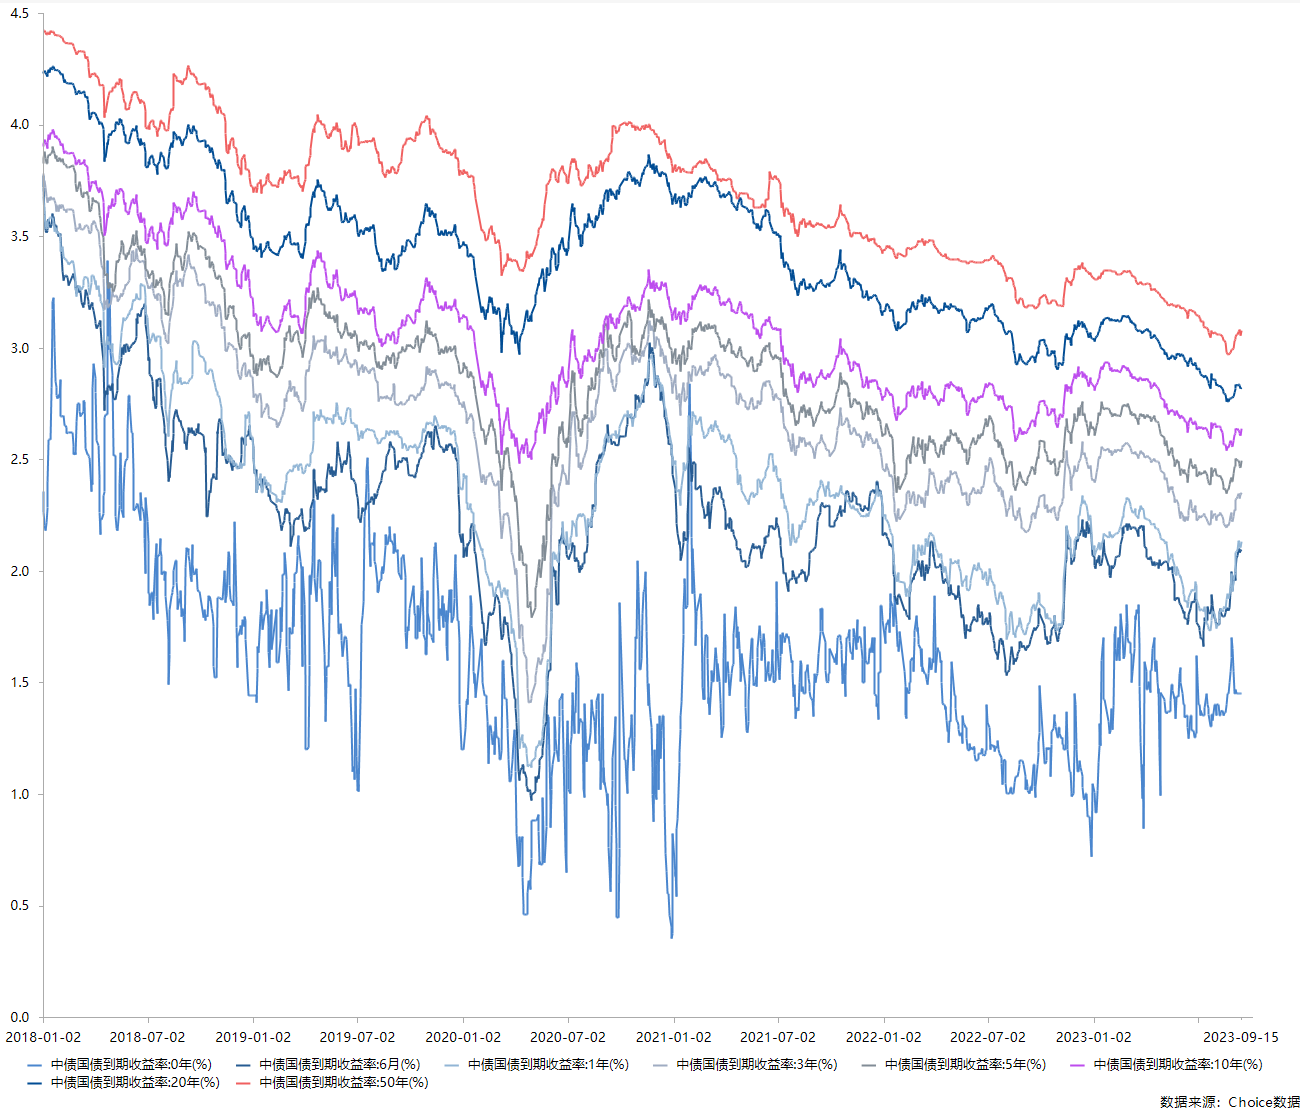 4.5
4.0
3.5
3.0
2.5
2.0
1.5
1.0
0.5
0.0
2018-01-02 2018-07-02 2019-01-02 2019-07-02 2020-01-02 2020-07-02 2021-01-02 2021-07-02 2022-01-02 2022-07-02 2023-01-02 2023-09-15
中债国债到期收益率:0年(%) 中债国债到期收益率:6月(%) 中债国债到期收益率:1年(%) 中债国债到期收益率:3年(%) 中债国债到期收益率:5年(%) 中债国债到期收益率:10年(%)
中债国债到期收益率:20年(%) 中债国债到期收益率:50年(%)
数据来源：Choice数据